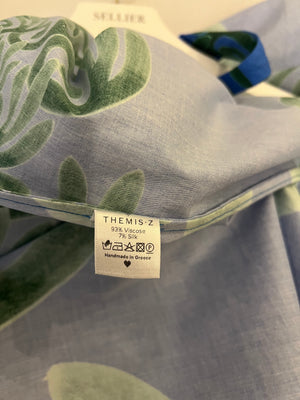 SELLIER
THEMIS·Z
93% Viscose
7% Silk
Handmade in Greece